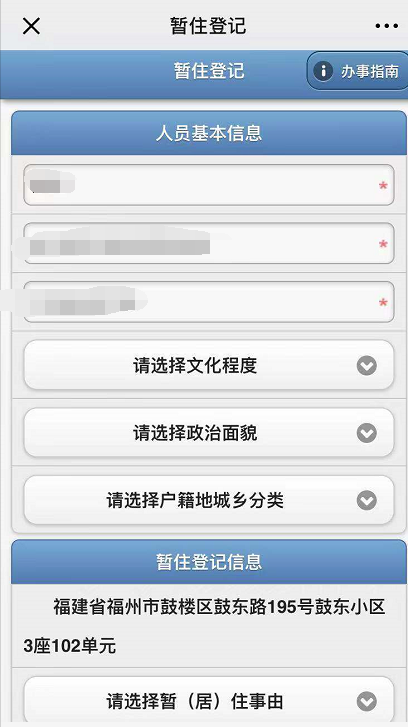 暂住登记
暂住登记
办事指南
人员基本信息
*
*
*
请选择文化程度
请选择政治面貌
请选择户籍地城乡分类
暂住登记信息
福建省福州市鼓楼区鼓东路195号鼓东小区
3座102单元
请选择暂（居）住事由